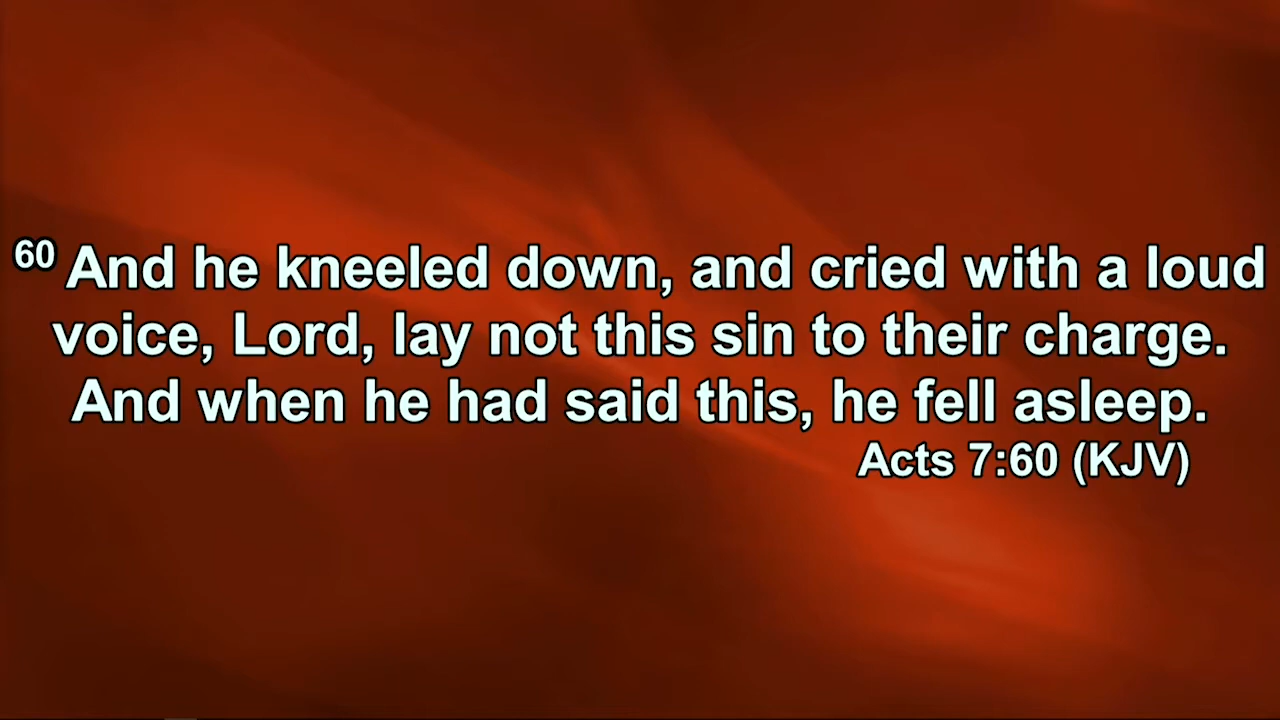 60 And he kneeled down, and cried with a loud
voice, Lord, lay not this sin to their charge.
And when he had said this, he fell asleep.
Acts 7:60 (KJV)